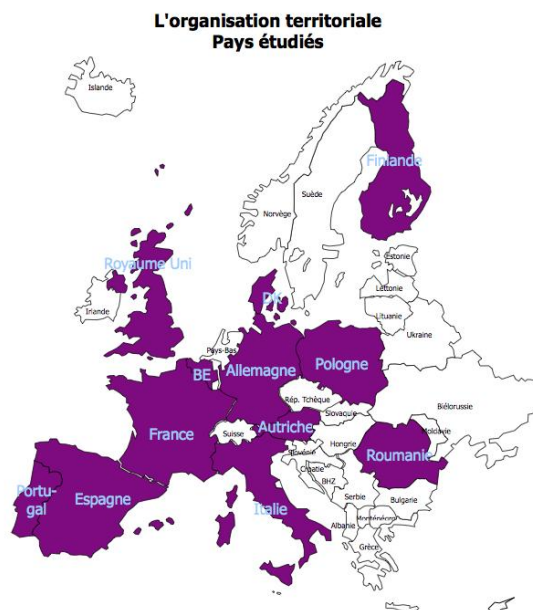 L'organisation territoriale
Pays étudiés
Islande
Finlande
Suède
Norvège
Estonie
Royaume Uni
Lettonie
DK
Irlande
Lituanie
Ukraine
Pays-Bas
Pologne
BE
Allemagne
Biélorussie
Rép. Tchèque
Slovaquie
Autriche
Moldavie
France
Suisse
Hongrie
Roumanie
Slovénie
Croatie
BHZ
Portu-
gal
Espagne
Serbie
Bulgarie
Italie
Monténégro
Albanie
Grèce